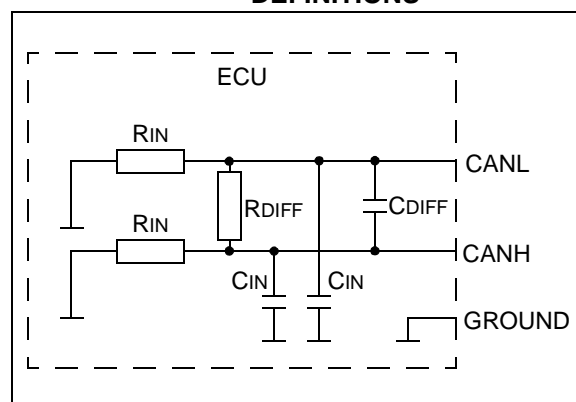 DEFINITIONS
ECU
RIN
CANL
RDIFF
CDIFF
RIN
CANH
CIN
CIN
GROUND